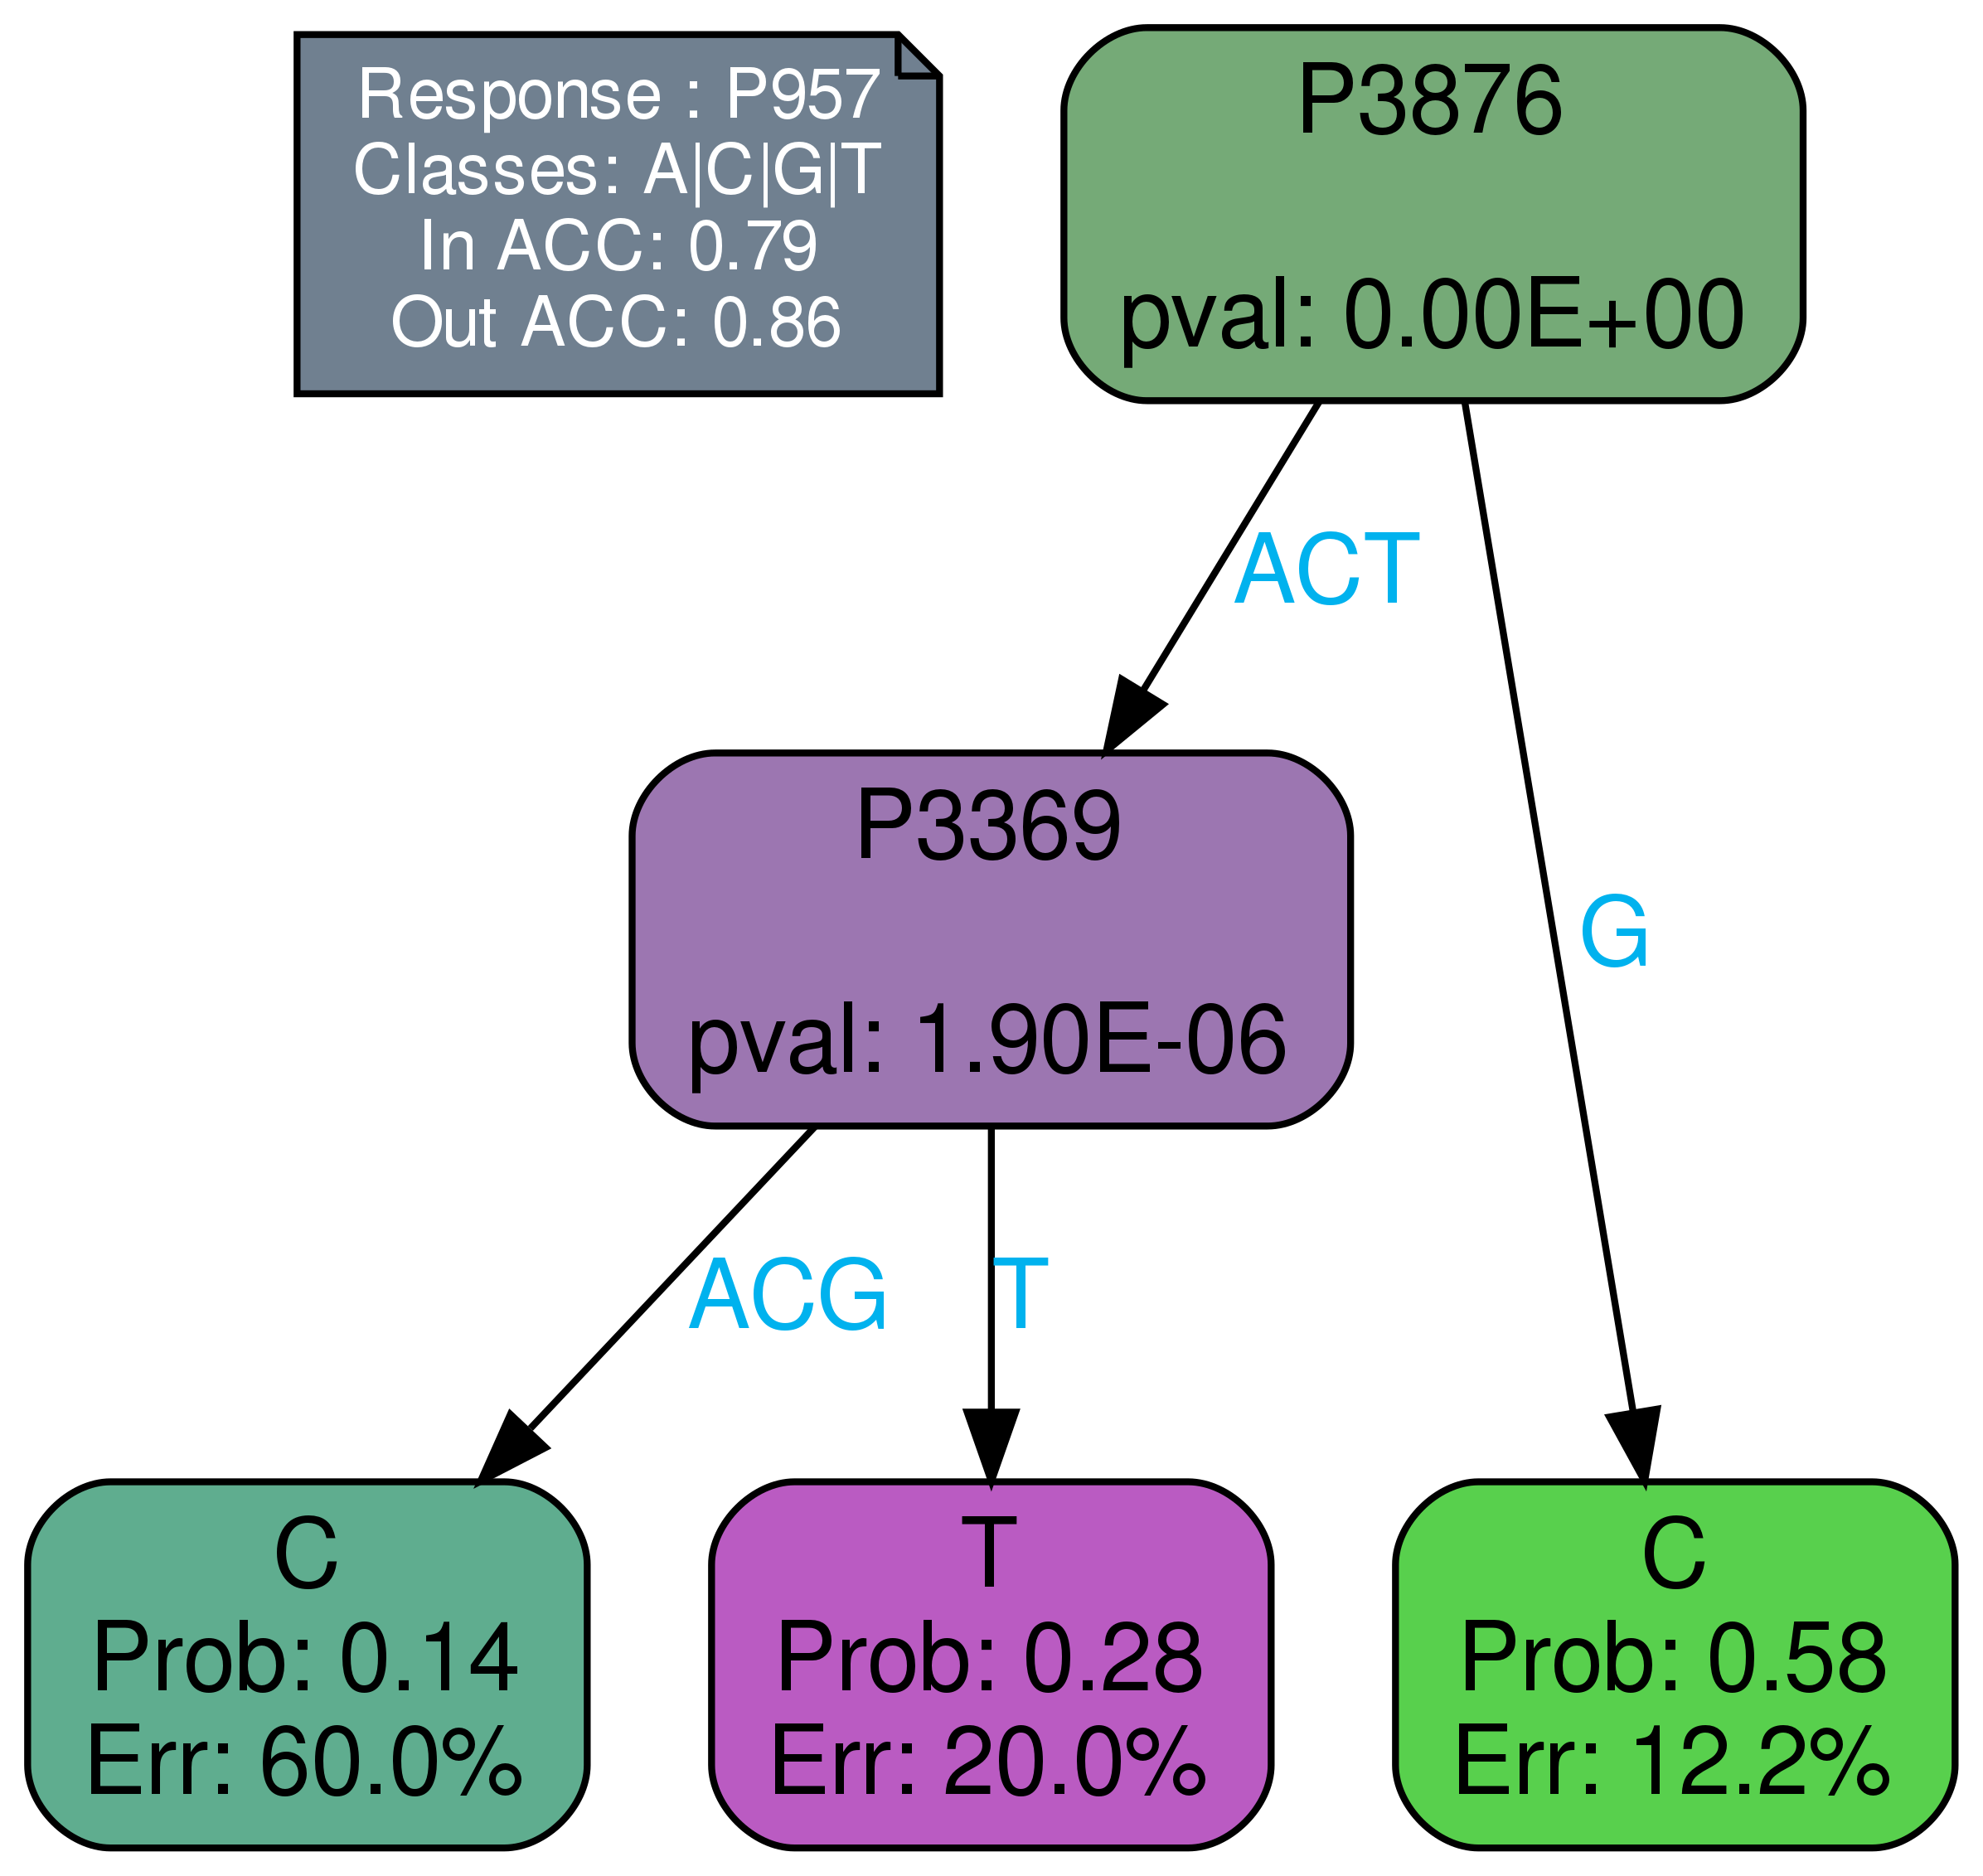 Response : P957
Classes: A|C|G|T
In ACC: 0.79
Out ACC: 0.86
P3876
pval: 0.00E+00
ACT
G
P3369
pval: 1.90E-06
ACG
T
C
Prob: 0.14
Err: 60.0%
T
Prob: 0.28
Err: 20.0%
C
Prob: 0.58
Err: 12.2%